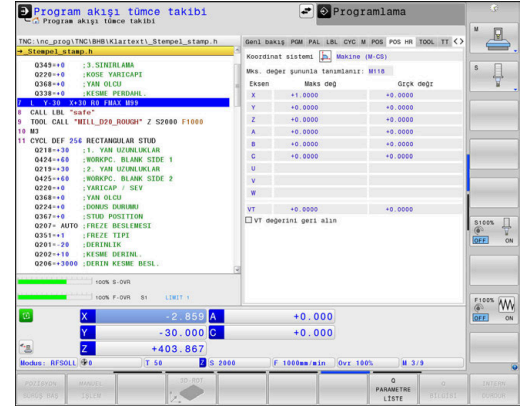 Program akışı tümce takibi
Program akışı tümce takibi
Programlama
TNC:\nc_prog\TNC\BHB\Klartext\_Stempel_stamp.h
→_Stempel_stamp.h
Q349=+0 ;3.SINIRLAMA
Q220=+0 ;KOSE YARICAPI
Q368=+0 ;YAN OLCU
Q338=+0 ;KESME PERDAHL.
7 L Y-30 X+30 R0 FMAX M99
8 CALL LBL "safe"
9 TOOL CALL "MILL_D20_ROUGH" Z S2000 F1000
10 M3
11 CYCL DEF 256 RECTANGULAR STUD
Q218=+30 ;1. YAN UZUNLUKLAR
Q424=+60 ;WORKPC. BLANK SIDE 1
Q219=+30 ;2. YAN UZUNLUKLAR
Q425=+60 ;WORKPC. BLANK SIDE 2
Q220=+0 ;YARICAP / SEV
Q368=+0 ;YAN OLCU
Q224=+0 ;DONUS DURUMU
Q367=+0 ;STUD POSITION
Q207= AUTO ;FREZE BESLEMESI
Q351=+1 ;FREZE TIPI
Q201=-20 ;DERINLIK
Q202=+10 ;KESME DERINL.
Q206=+3000 ;DERIN KESME BESL.
Genl bakış PGM PAL LBL CYC M POS POS HR TOOL TT
Koordinat sistemi Makine (M-CS)
Mks. değer şununla tanımlanır: M118
Eksen Maks değ Grçk değr
X +1.0000 +0.0000
Y +0.0000 +0.0000
Z +0.0000 +0.0000
A +0.0000 +0.0000
B +0.0000 +0.0000
C +0.0000 +0.0000
U
V
W
VT +0.0000 +0.0000
VT değerini geri alın
100% S-OVR
100% F-OVR S1 LIMIT 1
X -2.859 A +0.000
Y -30.000 C +0.000
Z +403.867
Modus: RFSOLL 0 T 50 Z S 2000 F 1000mm/min Ovr 100% M 3/9
M
S
S100%
OFF ON
F100%
OFF ON
3D-ROT
Q
PARAMETRE
LİSTE